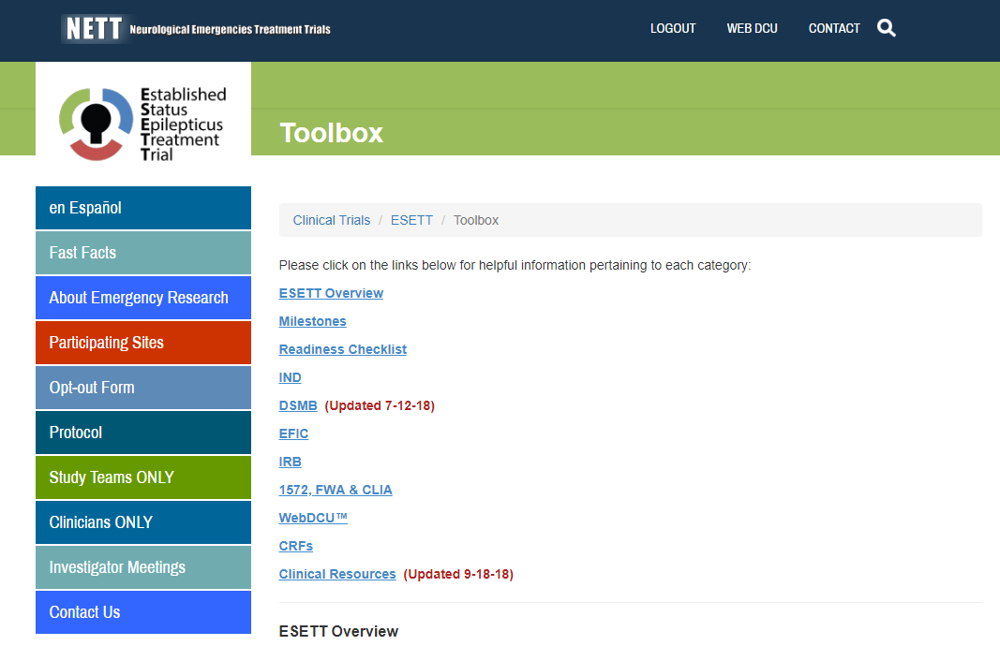 NETT Neurological Emergencies Treatment Trials
LOGOUT WEB DCU CONTACT
Established
Status
Epilepticus
Treatment
Trial
Toolbox
en Español
Fast Facts
About Emergency Research
Participating Sites
Opt-out Form
Protocol
Study Teams ONLY
Clinicians ONLY
Investigator Meetings
Contact Us
Clinical Trials / ESETT / Toolbox
Please click on the links below for helpful information pertaining to each category:
ESETT Overview
Milestones
Readiness Checklist
IND
DSMB (Updated 7-12-18)
EFIC
IRB
1572, FWA & CLIA
WebDCU™
CRFs
Clinical Resources (Updated 9-18-18)
ESETT Overview